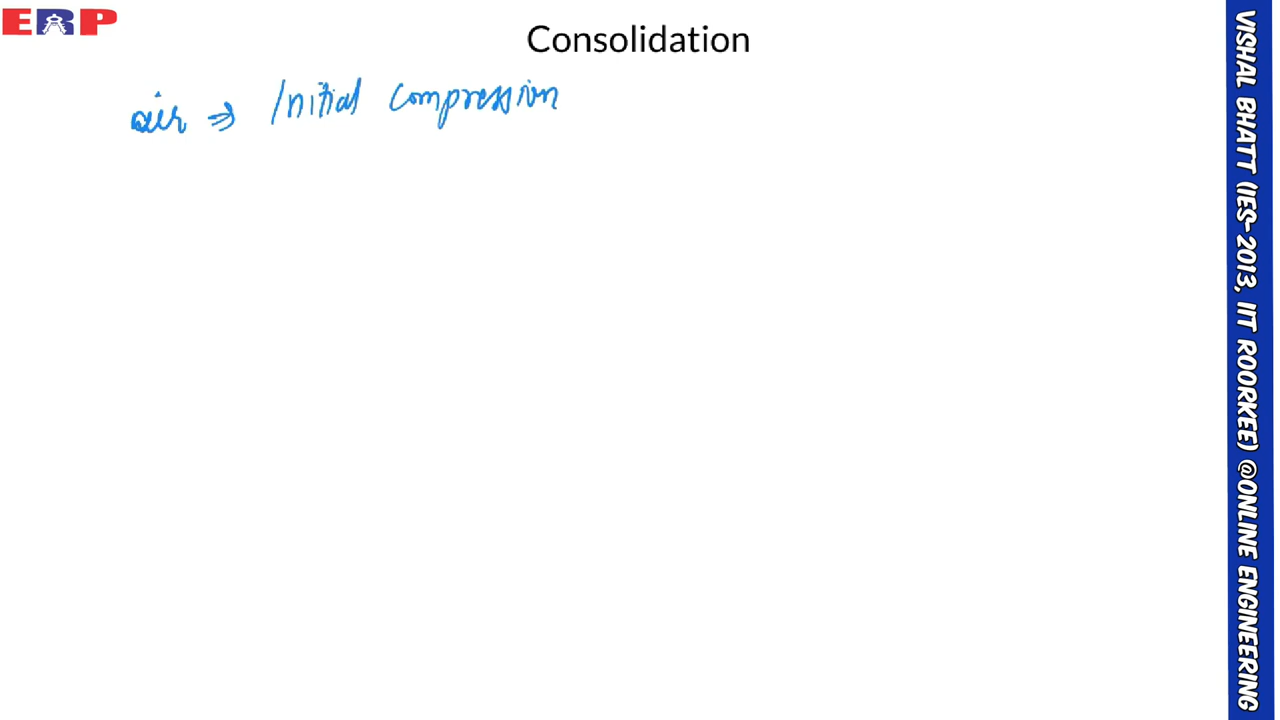 ERP
Consolidation
air ⇒ Initial Compression
VISHAL BHATT (IES-2013, IIT ROORKEE) @ONLINE ENGINEERING